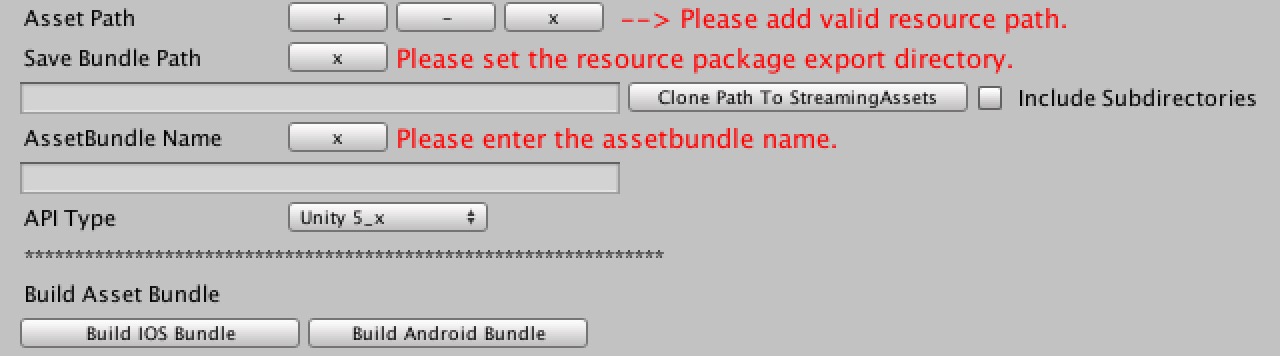 Asset Path + - x --> Please add valid resource path.
Save Bundle Path x Please set the resource package export directory.
Clone Path To StreamingAssets Include Subdirectories
AssetBundle Name x Please enter the assetbundle name.
API Type Unity 5_x
****************************************************************
Build Asset Bundle
Build IOS Bundle Build Android Bundle